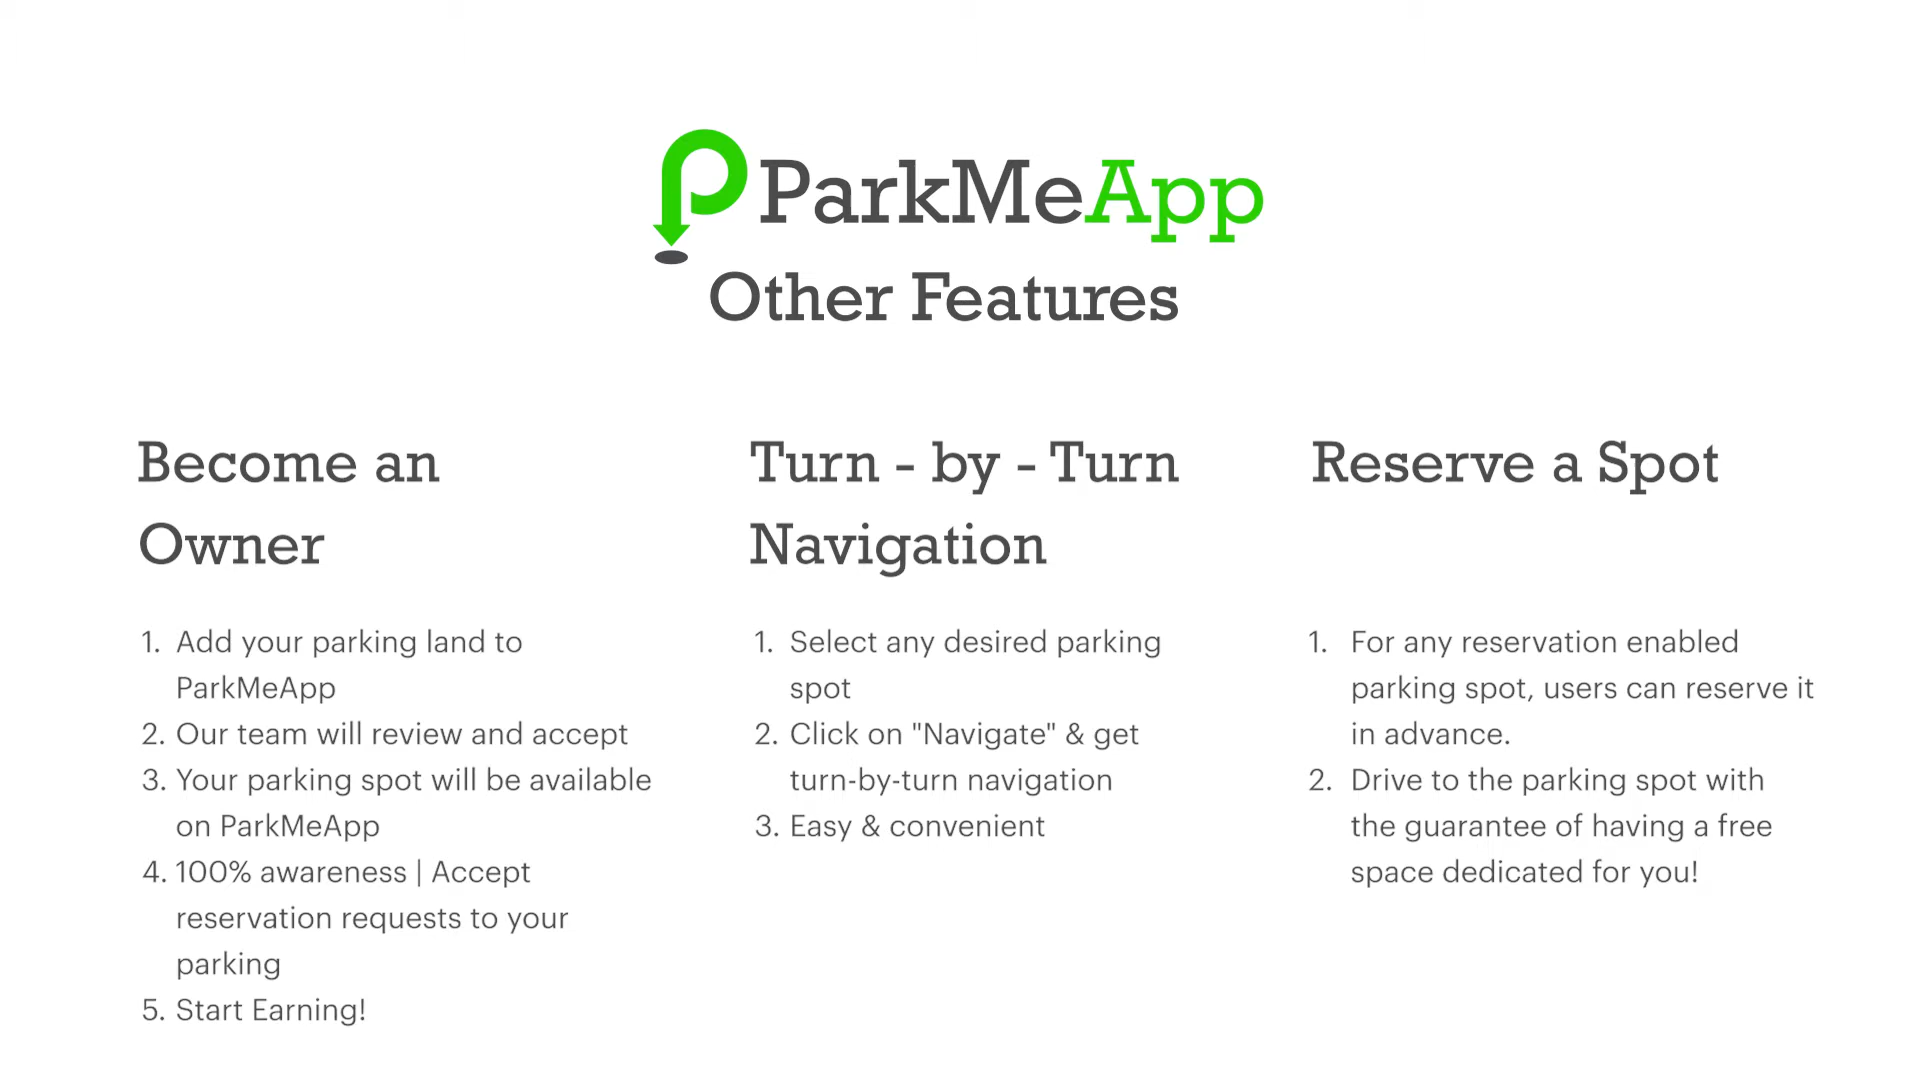 ParkMeApp
Other Features
Become an
Owner
1. Add your parking land to
ParkMeApp
2. Our team will review and accept
3. Your parking spot will be available
on ParkMeApp
4. 100% awareness | Accept
reservation requests to your
parking
5. Start Earning!
Turn - by - Turn
Navigation
1. Select any desired parking
spot
2. Click on "Navigate" & get
turn-by-turn navigation
3. Easy & convenient
Reserve a Spot
1. For any reservation enabled
parking spot, users can reserve it
in advance.
2. Drive to the parking spot with
the guarantee of having a free
space dedicated for you!